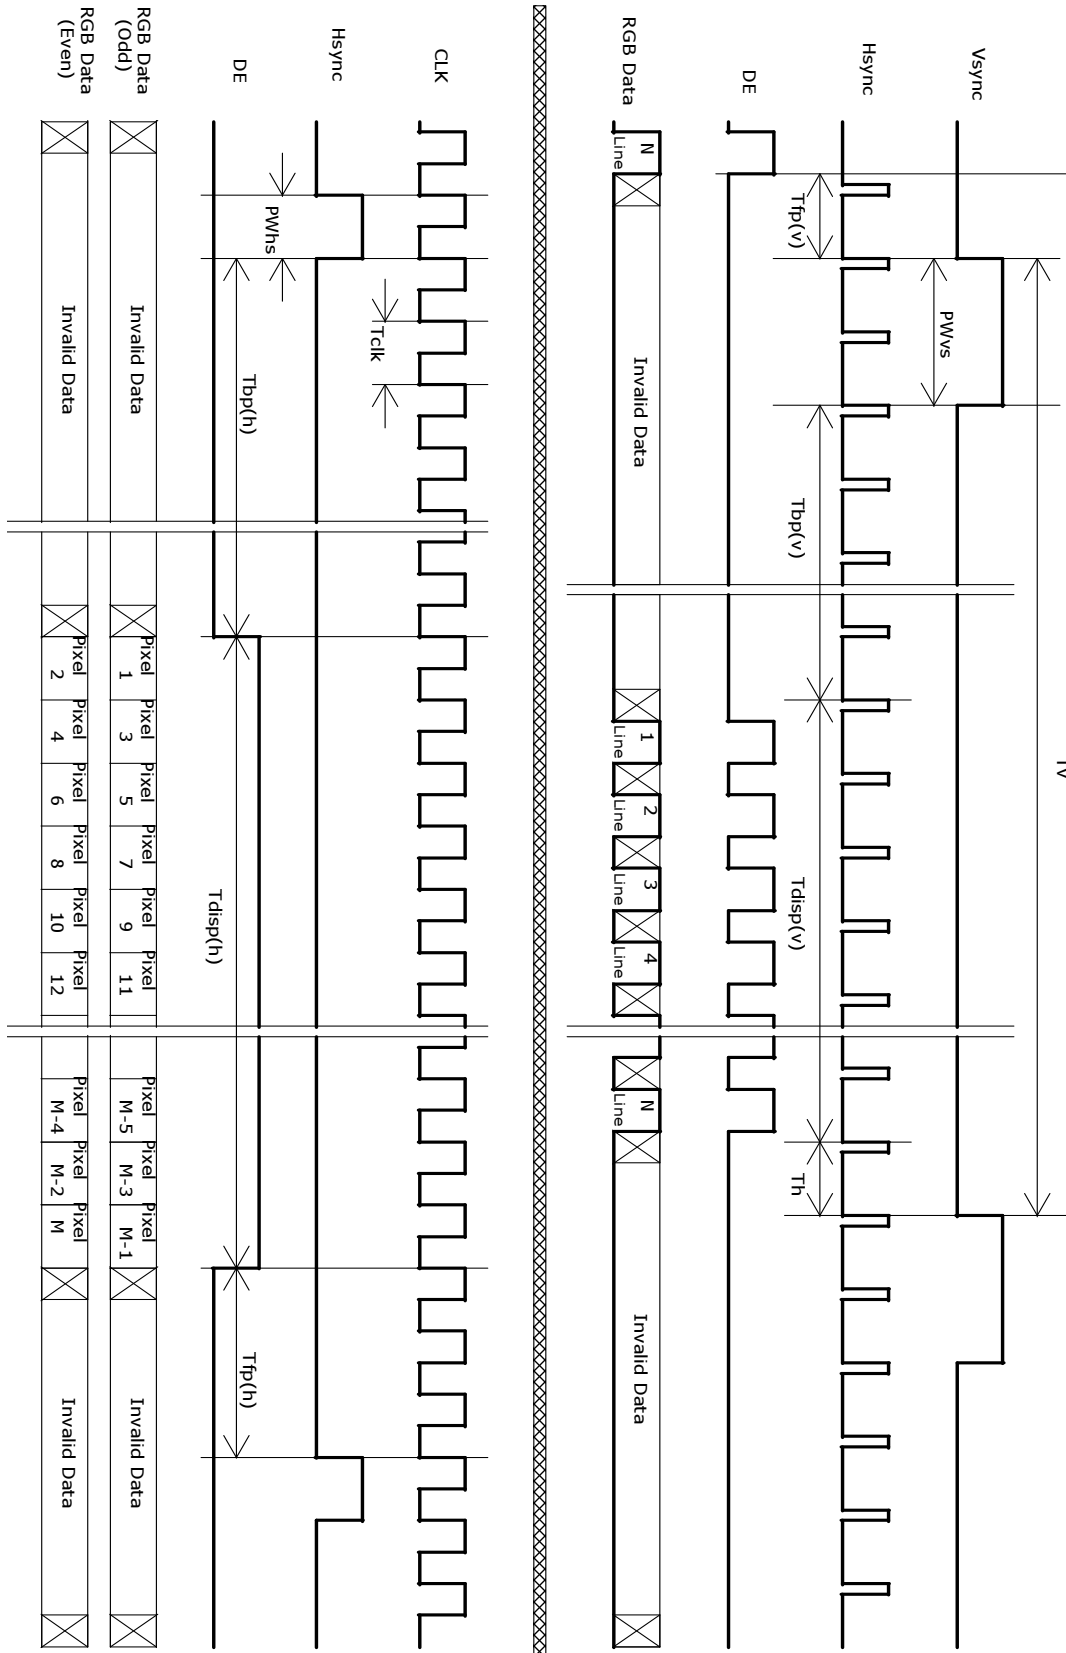 Tv
Vsync
PWvs
Hsync
Tfp(v)
Tbp(v)
Tdisp(v)
Th
DE
RGB Data
Line N
Invalid Data
Line 1
Line 2
Line 3
Line 4
Line N
Invalid Data
CLK
Tclk
Hsync
PWhs
DE
Tbp(h)
Tdisp(h)
Tfp(h)
RGB Data
(Odd)
Invalid Data
Pixel 1
Pixel 3
Pixel 5
Pixel 7
Pixel 9
Pixel 11
Pixel M-5
Pixel M-3
Pixel M-1
Invalid Data
RGB Data
(Even)
Invalid Data
Pixel 2
Pixel 4
Pixel 6
Pixel 8
Pixel 10
Pixel 12
Pixel M-4
Pixel M-2
Pixel M
Invalid Data